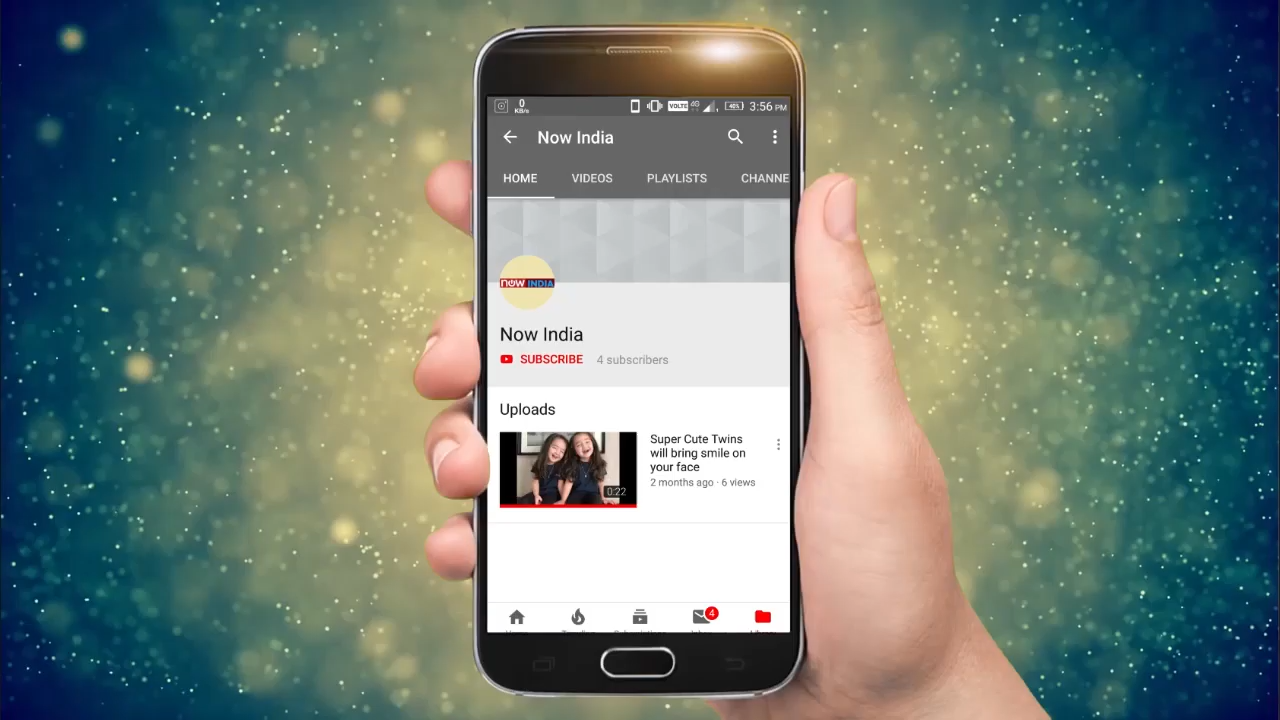 0
KB/s
VOLTE 4G 40% 3:56 PM
Now India
HOME VIDEOS PLAYLISTS CHANNE
now INDIA
Now India
SUBSCRIBE 4 subscribers
Uploads
Super Cute Twins
will bring smile on
your face
2 months ago · 6 views
0:22
4